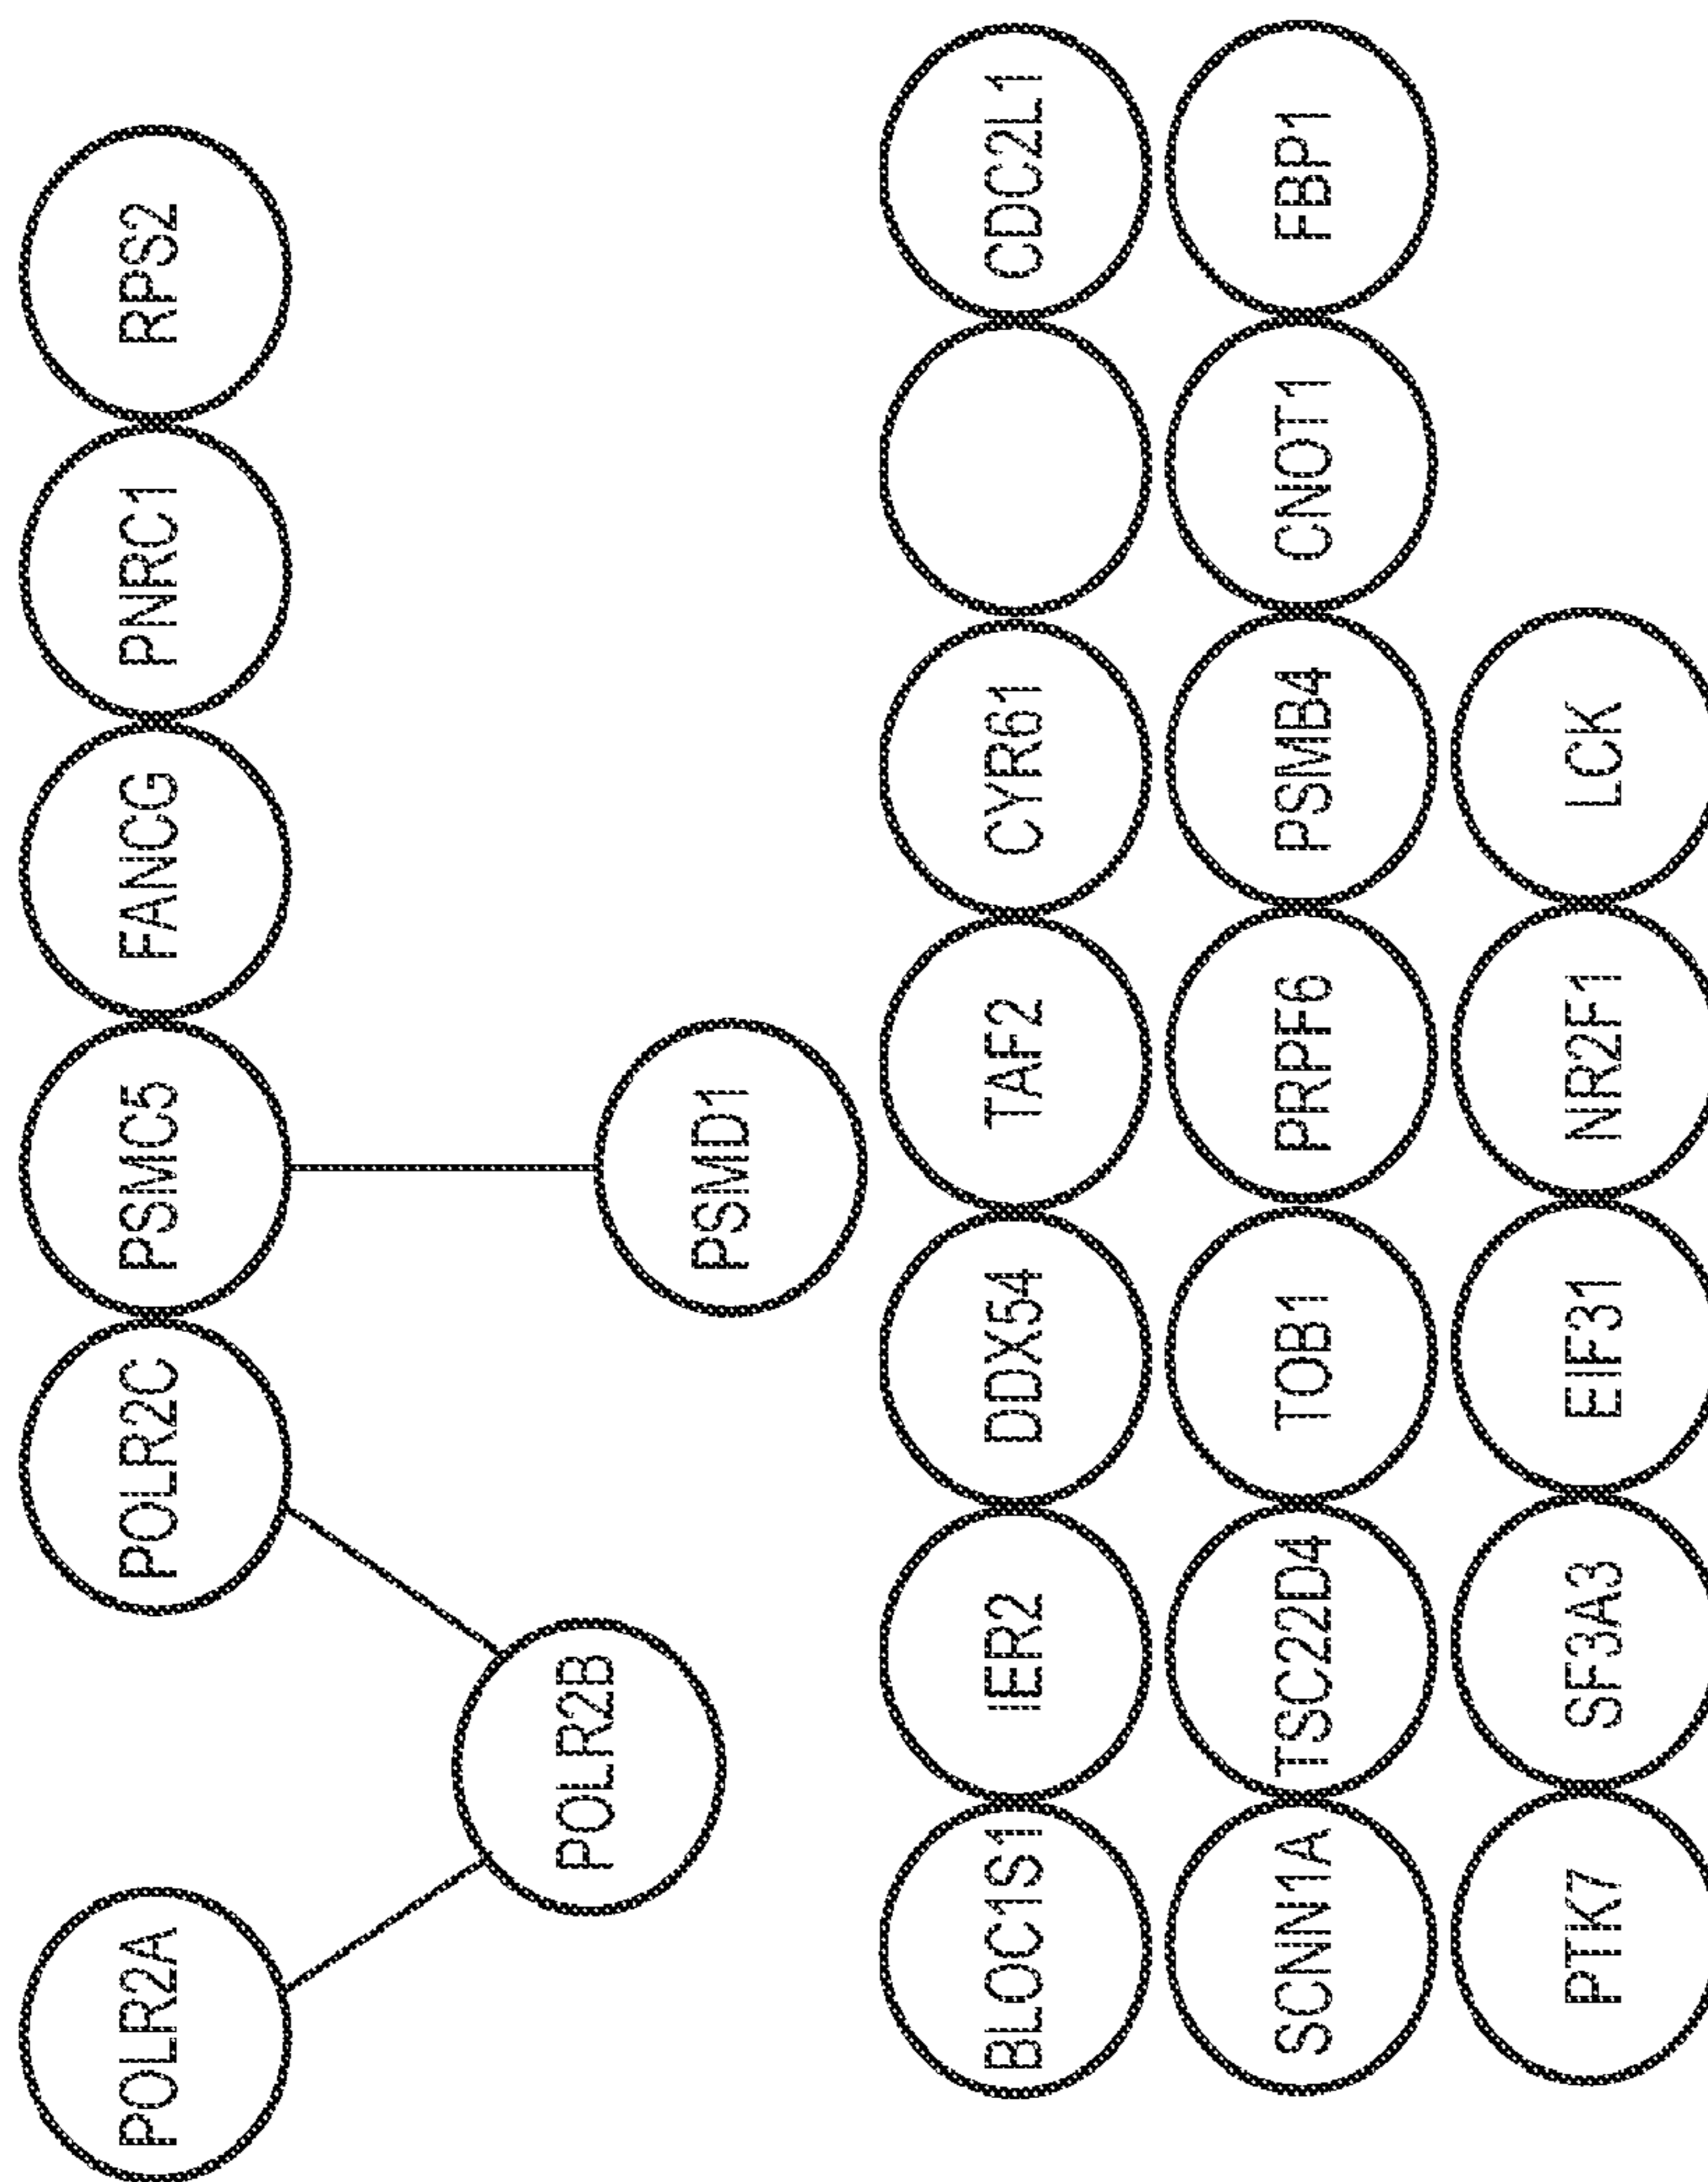 POLR2A
POLR2C
PSMC5
FANCG
PNRC1
RPS2
POLR2B
PSMD1
BLOC1S1
IER2
DDX54
TAF2
CYR61
CDC2L1
SCNN1A
TSC22D4
TOB1
PRPF6
PSMB4
CNOT1
FBP1
PTK7
SF3A3
EIF31
NR2F1
LCK